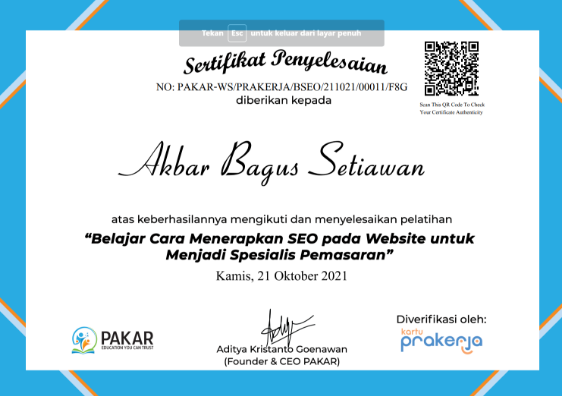 Tekan Esc untuk keluar dari layar penuh
Sertifikat Penyelesaian
NO: PAKAR-WS/PRAKERJA/BSEO/211021/00011/F8G
diberikan kepada
Scan This QR Code To Check
Your Certificate Authenticity
Akbar Bagus Setiawan
atas keberhasilannya mengikuti dan menyelesaikan pelatihan
“Belajar Cara Menerapkan SEO pada Website untuk
Menjadi Spesialis Pemasaran”
Kamis, 21 Oktober 2021
PAKAR
EDUCATION YOU CAN TRUST
Aditya Kristanto Goenawan
(Founder & CEO PAKAR)
Diverifikasi oleh:
kartu
prakerja